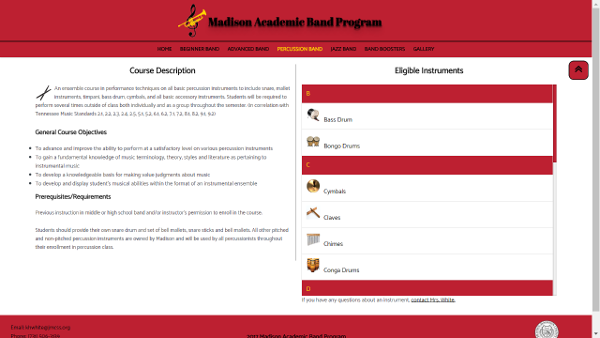 Madison Academic Band Program
HOME BEGINNER BAND ADVANCED BAND PERCUSSION BAND JAZZ BAND BAND BOOSTERS GALLERY
Course Description
An ensemble course in performance techniques on all basic percussion instruments to include snare, mallet
instruments, timpani, bass drum, cymbals, and all basic accessory instruments. Students will be required to
perform several times outside of class both individually and as a group throughout the semester. (In correlation with
Tennessee Music Standards
General Course Objectives
To advance and improve the ability to perform at a satisfactory level on various percussion instruments
To gain a fundamental knowledge of music terminology, theory, styles and literature as pertaining to
instrumental music
To develop a knowledgeable basis for making value judgments about music
To develop and display student's musical abilities within the format of an instrumental ensemble
Prerequisites/Requirements
Previous instruction in middle or high school band and/or instructor's permission to enroll in the course.
Students should provide their own snare drum and set of bell mallets, snare sticks and bell mallets. All other pitched
and non-pitched percussion instruments are owned by Madison and will be used by all percussionists throughout
their enrollment in percussion class.
Eligible Instruments
B
Bass Drum
Bongo Drums
C
Cymbals
Claves
Chimes
Conga Drums
D
If you have any questions about an instrument, contact Mrs. White.
Email:
Phone:
Madison Academic Band Program